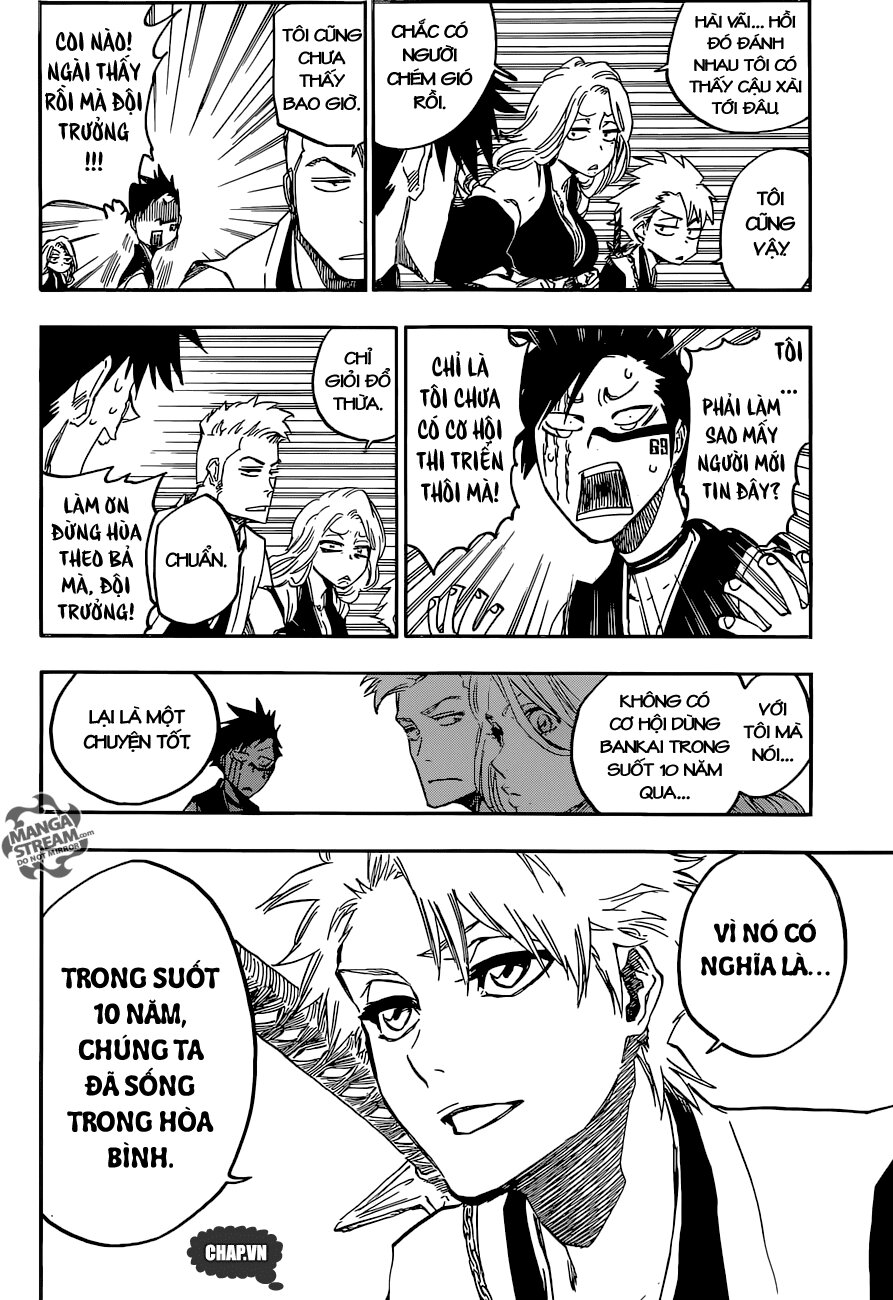 HÀI VÃI... HỒI
ĐÓ ĐÁNH
NHAU TÔI CÓ
THẤY CẬU XÀI
TỚI ĐÂU.
TÔI
CŨNG
VẬY.
CHẮC CÓ
NGƯỜI
CHÉM GIÓ
RỒI.
TÔI CŨNG
CHƯA
THẤY
BAO GIỜ.
COI NÀO!
NGÀI THẤY
RỒI MÀ ĐỘI
TRƯỞNG
!!!
TÔI
...
PHẢI LÀM
SAO MẤY
NGƯỜI MỚI
TIN ĐÂY?
69
CHỈ LÀ
TÔI CHƯA
CÓ CƠ HỘI
THI TRIỂN
THÔI MÀ!
CHỈ
GIỎI ĐỔ
THỪA.
CHUẨN.
LÀM ƠN
ĐỪNG HÙA
THEO BẢ
MÀ, ĐỘI
TRƯỞNG!
VỚI
TÔI MÀ
NÓI...
KHÔNG CÓ
CƠ HỘI DÙNG
BANKAI TRONG
SUỐT 10 NĂM
QUA...
LẠI LÀ MỘT
CHUYỆN TỐT.
MANGA
STREAM.com
DO NOT MIRROR
VÌ NÓ CÓ
NGHĨA LÀ...
TRONG SUỐT
10 NĂM,
CHÚNG TA
ĐÃ SỐNG
TRONG HÒA
BÌNH.
CHAP.VN